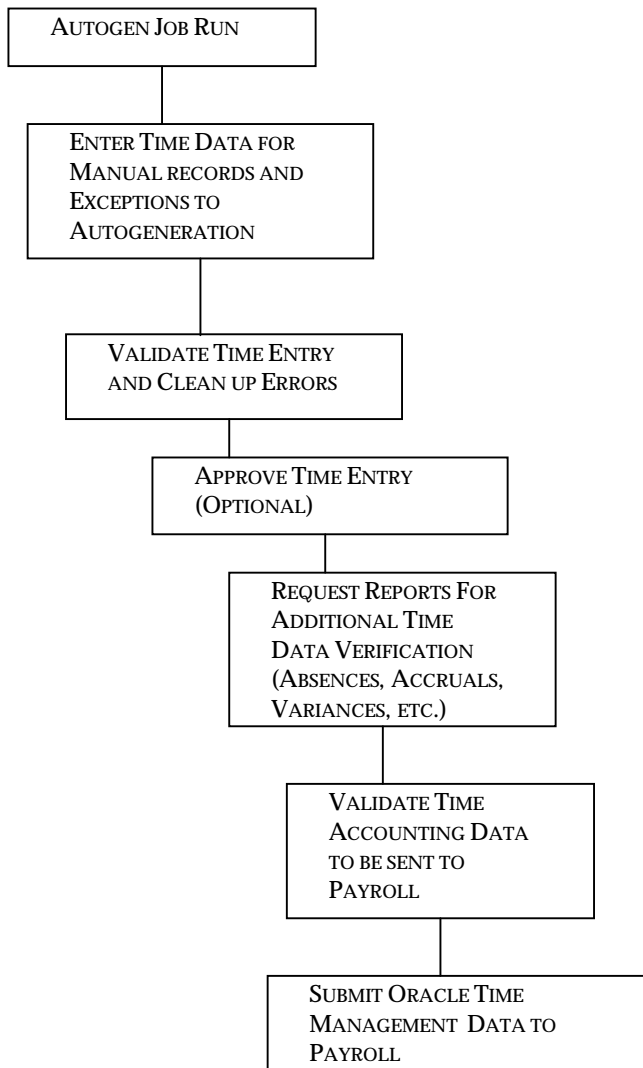 AUTOGEN JOB RUN
ENTER TIME DATA FOR
MANUAL RECORDS AND
EXCEPTIONS TO
AUTOGENERATION
VALIDATE TIME ENTRY
AND CLEAN UP ERRORS
APPROVE TIME ENTRY
(OPTIONAL)
REQUEST REPORTS FOR
ADDITIONAL TIME
DATA VERIFICATION
(ABSENCES, ACCRUALS,
VARIANCES, ETC.)
VALIDATE TIME
ACCOUNTING DATA
TO BE SENT TO
PAYROLL
SUBMIT ORACLE TIME
MANAGEMENT DATA TO
PAYROLL